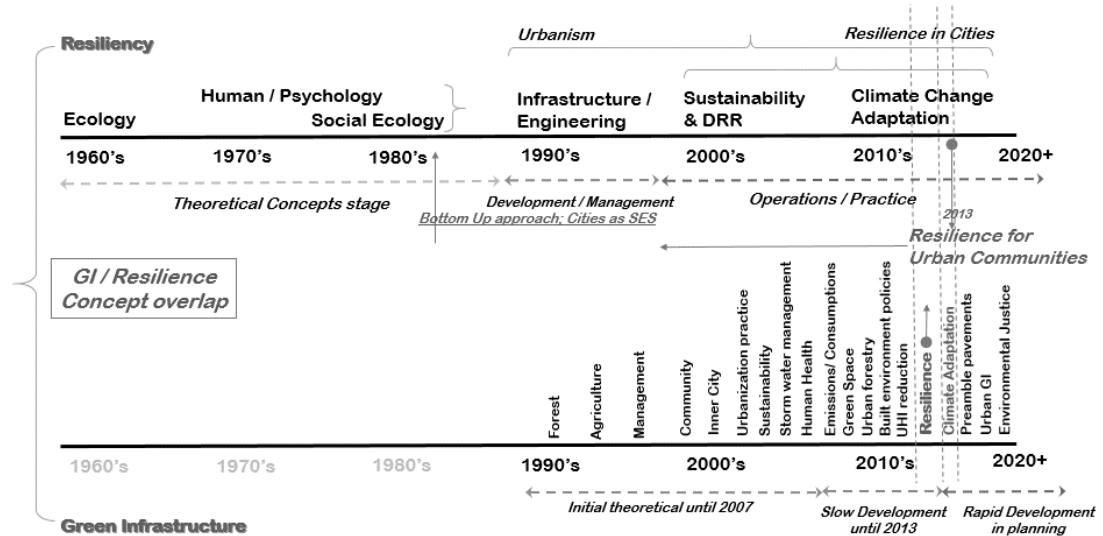 Resiliency
Urbanism
Resilience in Cities
Human / Psychology
Ecology
Social Ecology
Infrastructure /
Engineering
Sustainability
& DRR
Climate Change
Adaptation
1960's
1970's
1980's
1990's
2000's
2010's
2020+
Theoretical Concepts stage
Development / Management
Operations / Practice
Bottom Up approach; Cities as SES
2013
Resilience for
Urban Communities
GI / Resilience
Concept overlap
Forest
Agriculture
Management
Community
Inner City
Urbanization practice
Sustainability
Storm water management
Human Health
Emissions/ Consumptions
Green Space
Urban forestry
Built environment policies
UHI reduction
Resilience
Climate Adaptation
Preamble pavements
Urban GI
Environmental Justice
1960's
1970's
1980's
1990's
2000's
2010's
2020+
Initial theoretical until 2007
Slow Development
until 2013
Rapid Development
in planning
Green Infrastructure